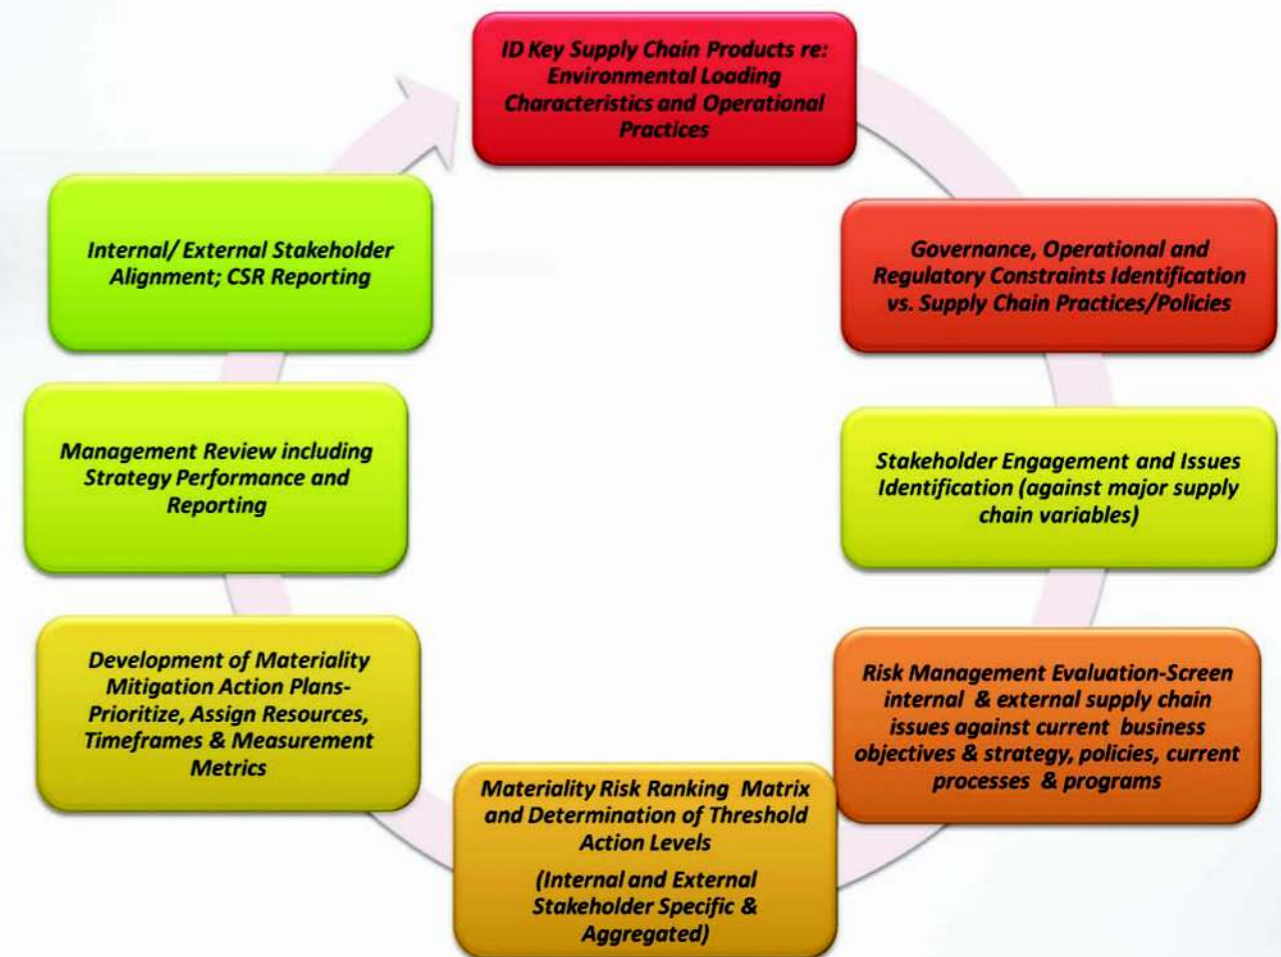 ID Key Supply Chain Products re:
Environmental Loading
Characteristics and Operational
Practices
Governance, Operational and
Regulatory Constraints Identification
vs. Supply Chain Practices/Policies
Stakeholder Engagement and Issues
Identification (against major supply
chain variables)
Risk Management Evaluation-Screen
internal & external supply chain
issues against current business
objectives & strategy, policies, current
processes & programs
Materiality Risk Ranking Matrix
and Determination of Threshold
Action Levels
(Internal and External
Stakeholder Specific &
Aggregated)
Development of Materiality
Mitigation Action Plans-
Prioritize, Assign Resources,
Timeframes & Measurement
Metrics
Management Review including
Strategy Performance and
Reporting
Internal/ External Stakeholder
Alignment; CSR Reporting